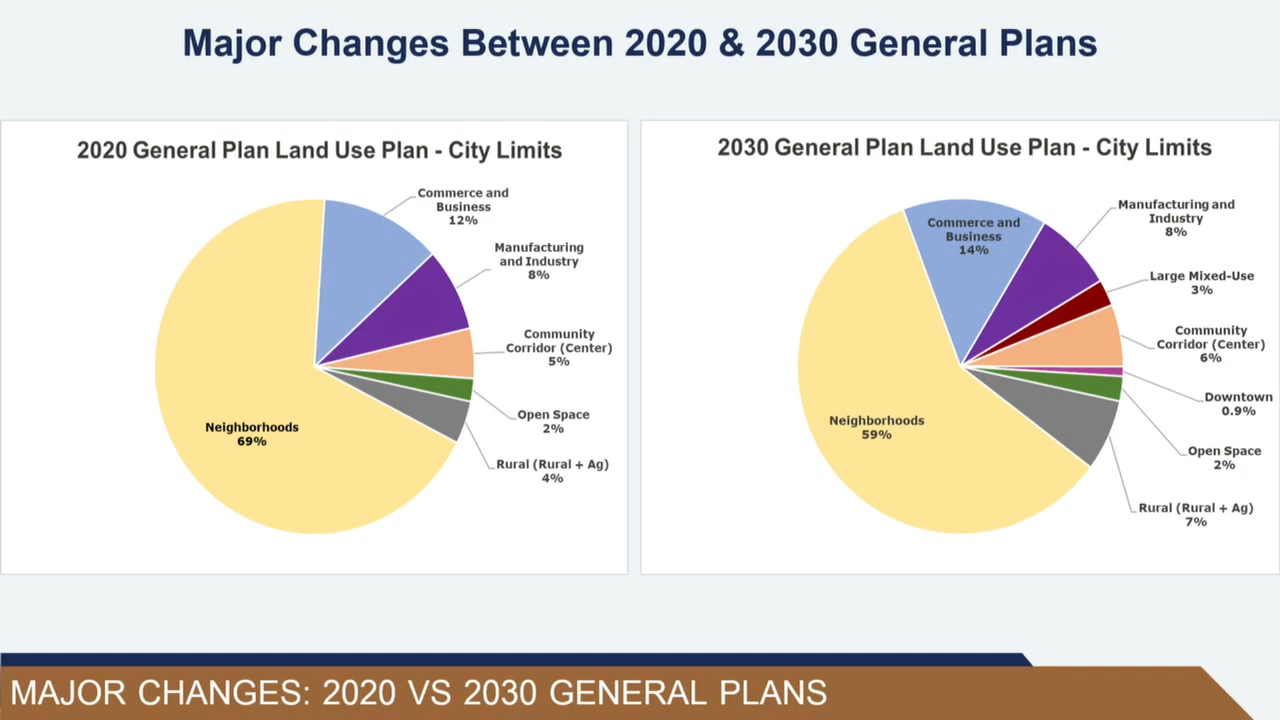 Major Changes Between 2020 & 2030 General Plans
2020 General Plan Land Use Plan - City Limits
Commerce and
Business
12%
Manufacturing
and Industry
8%
Community
Corridor (Center)
5%
Open Space
2%
Rural (Rural + Ag)
4%
Neighborhoods
69%
2030 General Plan Land Use Plan - City Limits
Commerce and
Business
14%
Manufacturing and
Industry
8%
Large Mixed-Use
3%
Community
Corridor (Center)
6%
Downtown
0.9%
Open Space
2%
Rural (Rural + Ag)
7%
Neighborhoods
59%
MAJOR CHANGES: 2020 VS 2030 GENERAL PLANS